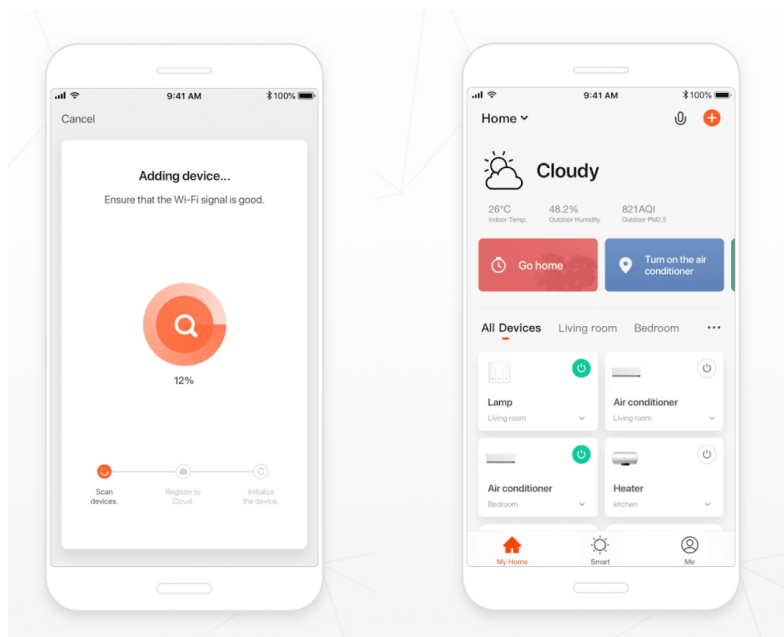 9:41 AM
100%
Cancel
Adding device...
Ensure that the Wi-Fi signal is good.
12%
Scan
devices.
Register to
Cloud.
Initialize
the device.
9:41 AM
100%
Home
Cloudy
26°C
48.2%
821AQI
Indoor Temp.
Outdoor Humidity
Outdoor PM2.5
Go home
Turn on the air
conditioner
All Devices
Living room
Bedroom
Lamp
Living room
Air conditioner
Living room
Air conditioner
Bedroom
Heater
kitchen
My Home
Smart
Me